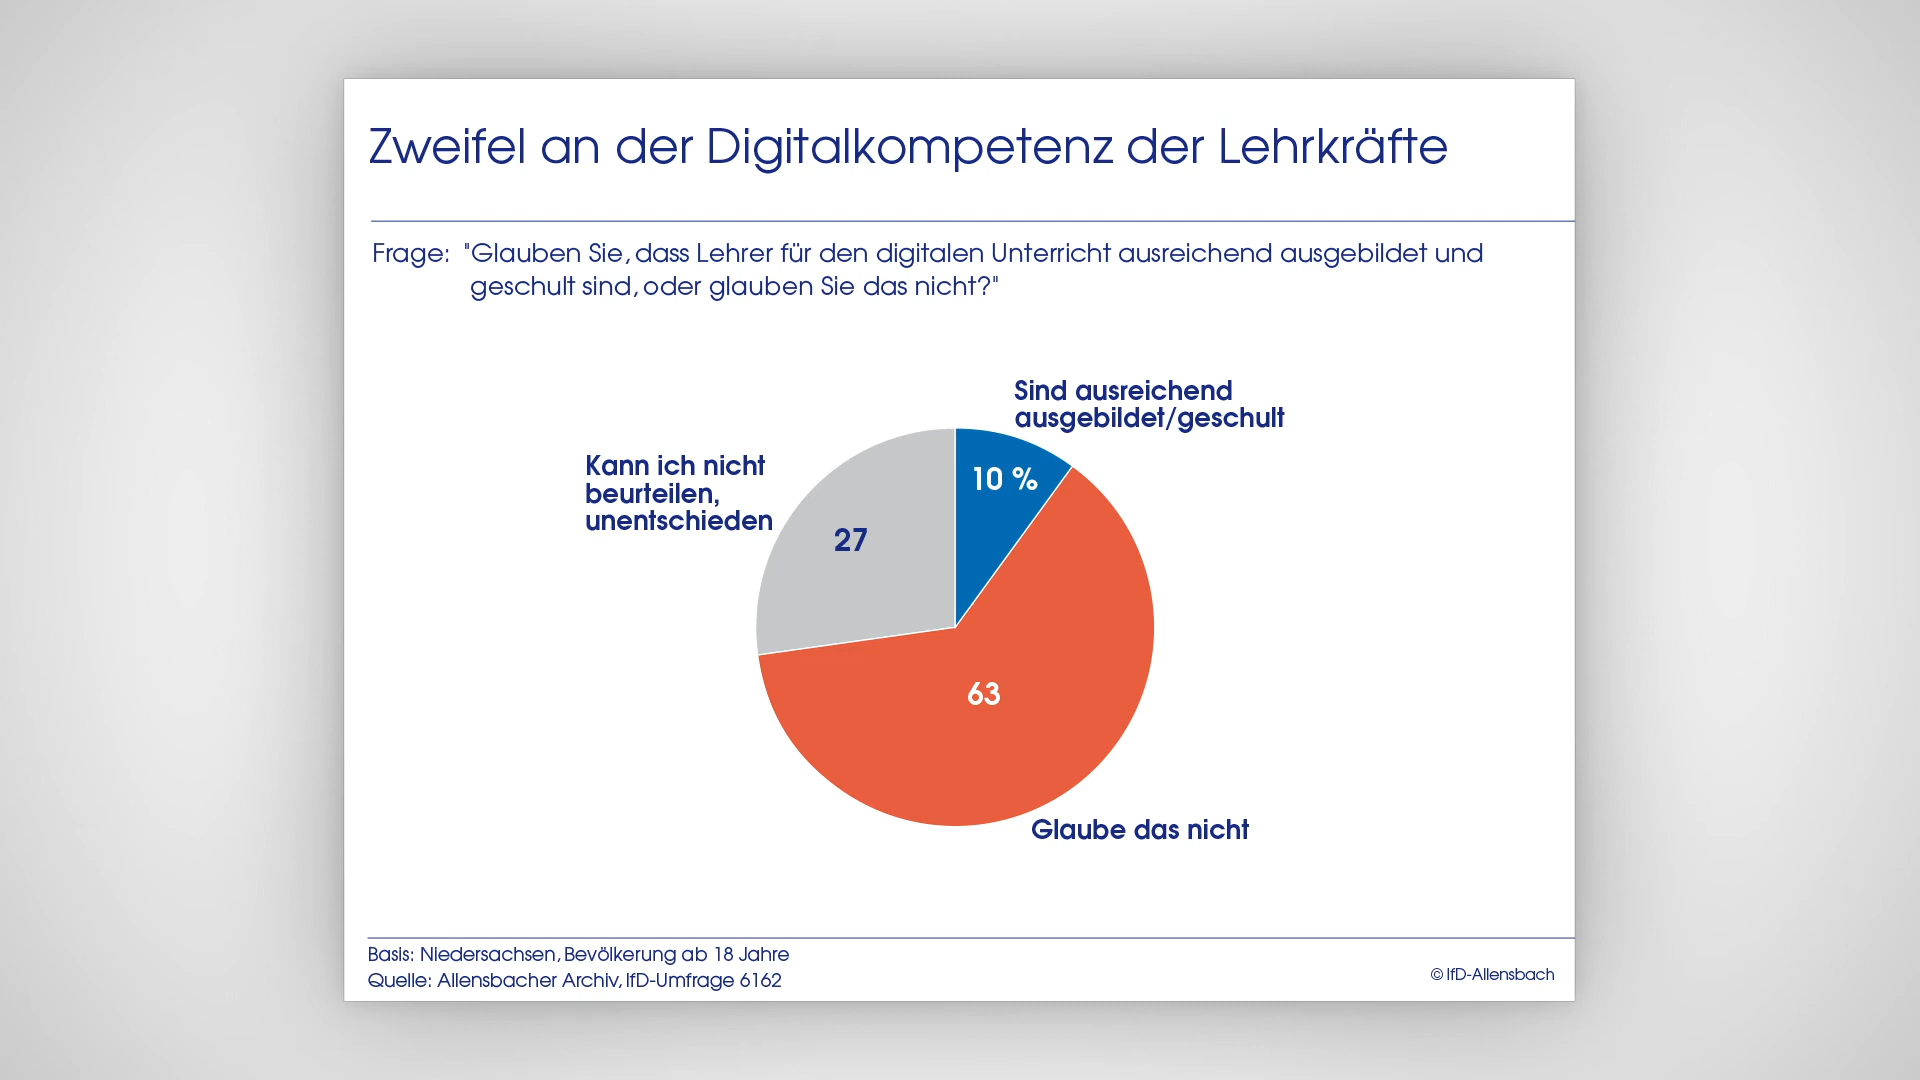 Zweifel an der Digitalkompetenz der Lehrkräfte
Frage: "Glauben Sie, dass Lehrer für den digitalen Unterricht ausreichend ausgebildet und
geschult sind, oder glauben Sie das nicht?"
Sind ausreichend
ausgebildet/geschult
10 %
Kann ich nicht
beurteilen,
unentschieden
27
63
Glaube das nicht
Basis: Niedersachsen, Bevölkerung ab 18 Jahre
Quelle: Allensbacher Archiv, IfD-Umfrage 6162
© IfD-Allensbach